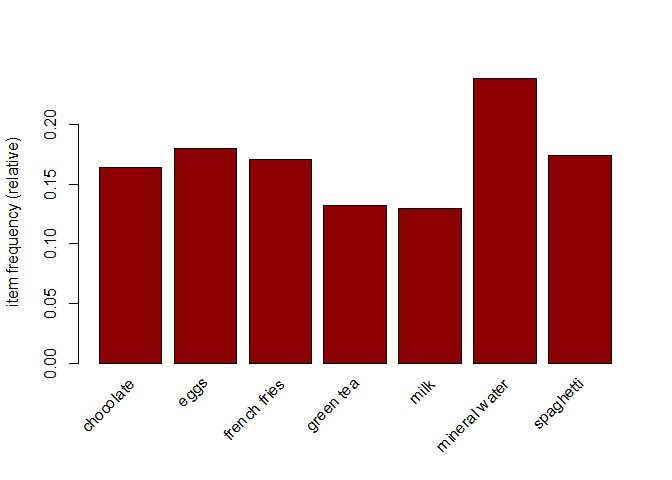 item frequency (relative)
0.20
0.15
0.10
0.05
0.00
chocolate
eggs
french fries
green tea
milk
mineral water
spaghetti